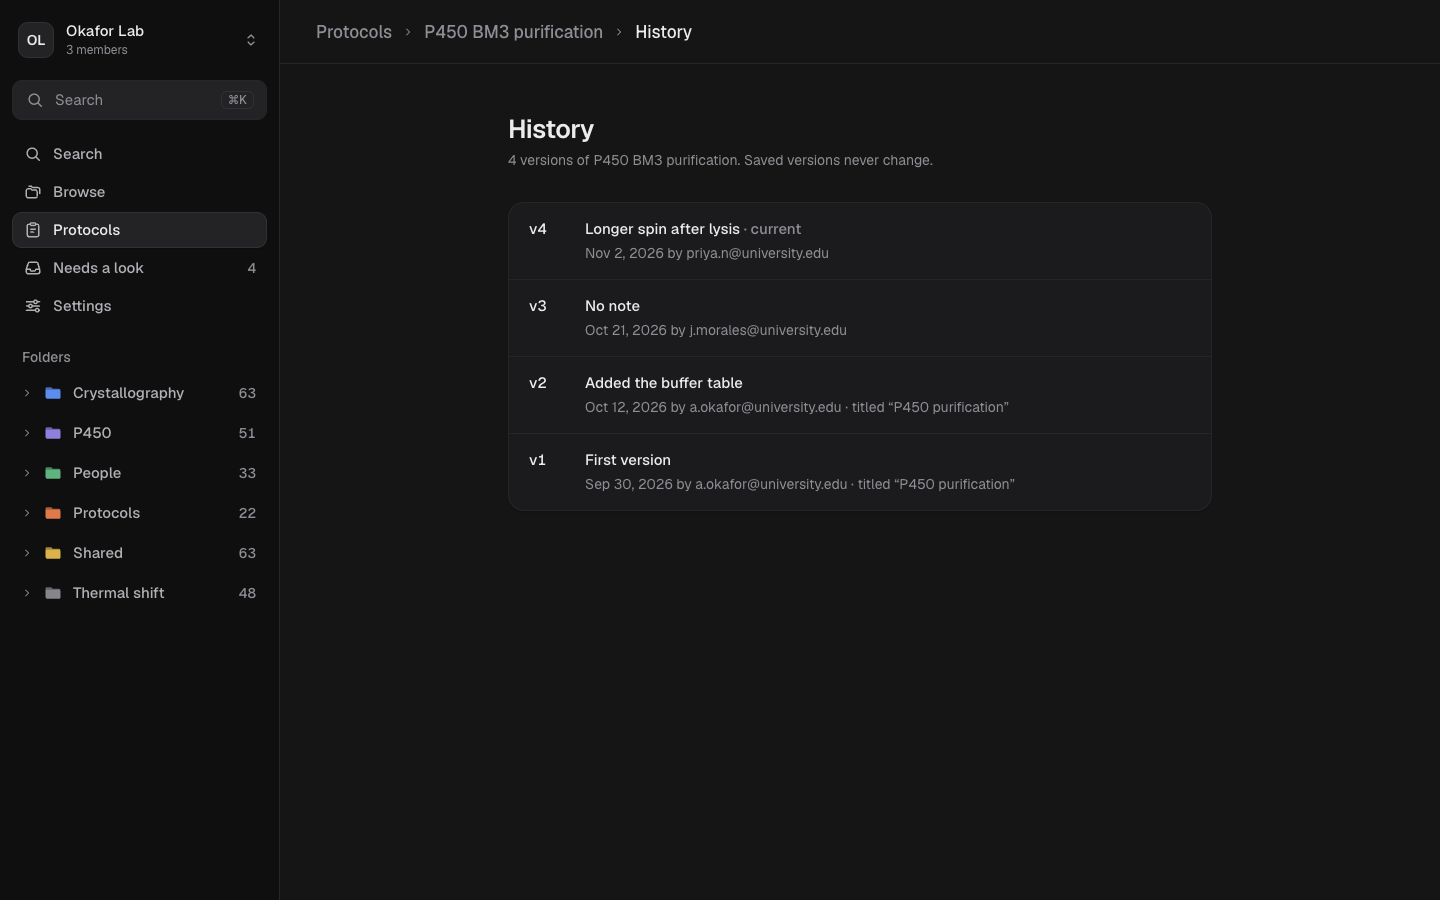 OL
Okafor Lab
3 members
Search ⌘K
Search
Browse
Protocols
Needs a look 4
Settings
Folders
Crystallography 63
P450 51
People 33
Protocols 22
Shared 63
Thermal shift 48
Protocols › P450 BM3 purification › History
History
4 versions of P450 BM3 purification. Saved versions never change.
v4 Longer spin after lysis · current
Nov 2, 2026 by priya.n@university.edu
v3 No note
Oct 21, 2026 by j.morales@university.edu
v2 Added the buffer table
Oct 12, 2026 by a.okafor@university.edu · titled “P450 purification”
v1 First version
Sep 30, 2026 by a.okafor@university.edu · titled “P450 purification”